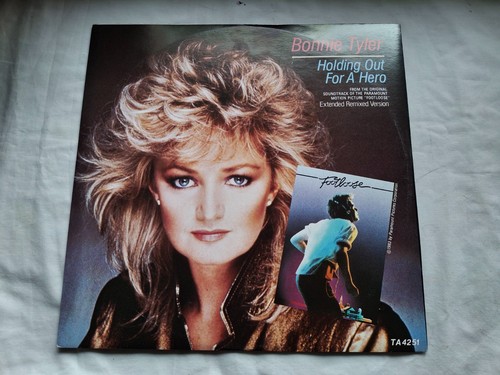 Bonnie Tyler
Holding Out
For A Hero
FROM THE ORIGINAL
SOUNDTRACK OF THE PARAMOUNT
MOTION PICTURE "FOOTLOOSE"
Extended Remixed Version
Footloose
TA4251